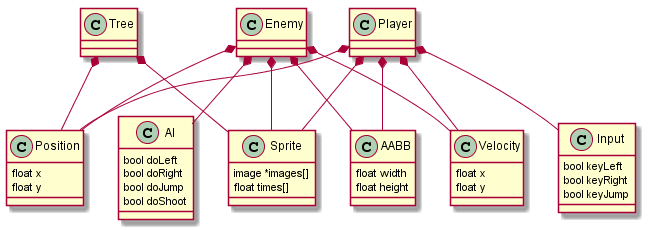 C Tree
C Enemy
C Player
C Position
float x
float y
C AI
bool doLeft
bool doRight
bool doJump
bool doShoot
C Sprite
image *images[]
float times[]
C AABB
float width
float height
C Velocity
float x
float y
C Input
bool keyLeft
bool keyRight
bool keyJump